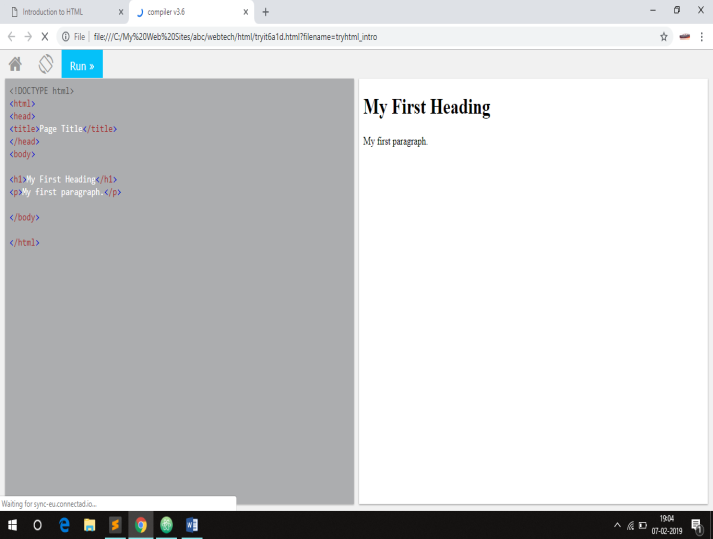 Introduction to HTML
compiler v3.6
File
file:///C:/My%20Web%20Sites/abc/webtech/html/tryit6a1d.html?filename=tryhtml_intro
Run »
<!DOCTYPE html>
<html>
<head>
<title>Page Title</title>
</head>
<body>
<h1>My First Heading</h1>
<p>My first paragraph.</p>
</body>
</html>
My First Heading
My first paragraph.
Waiting for sync-eu.connectad.io...
19:04
07-02-2019